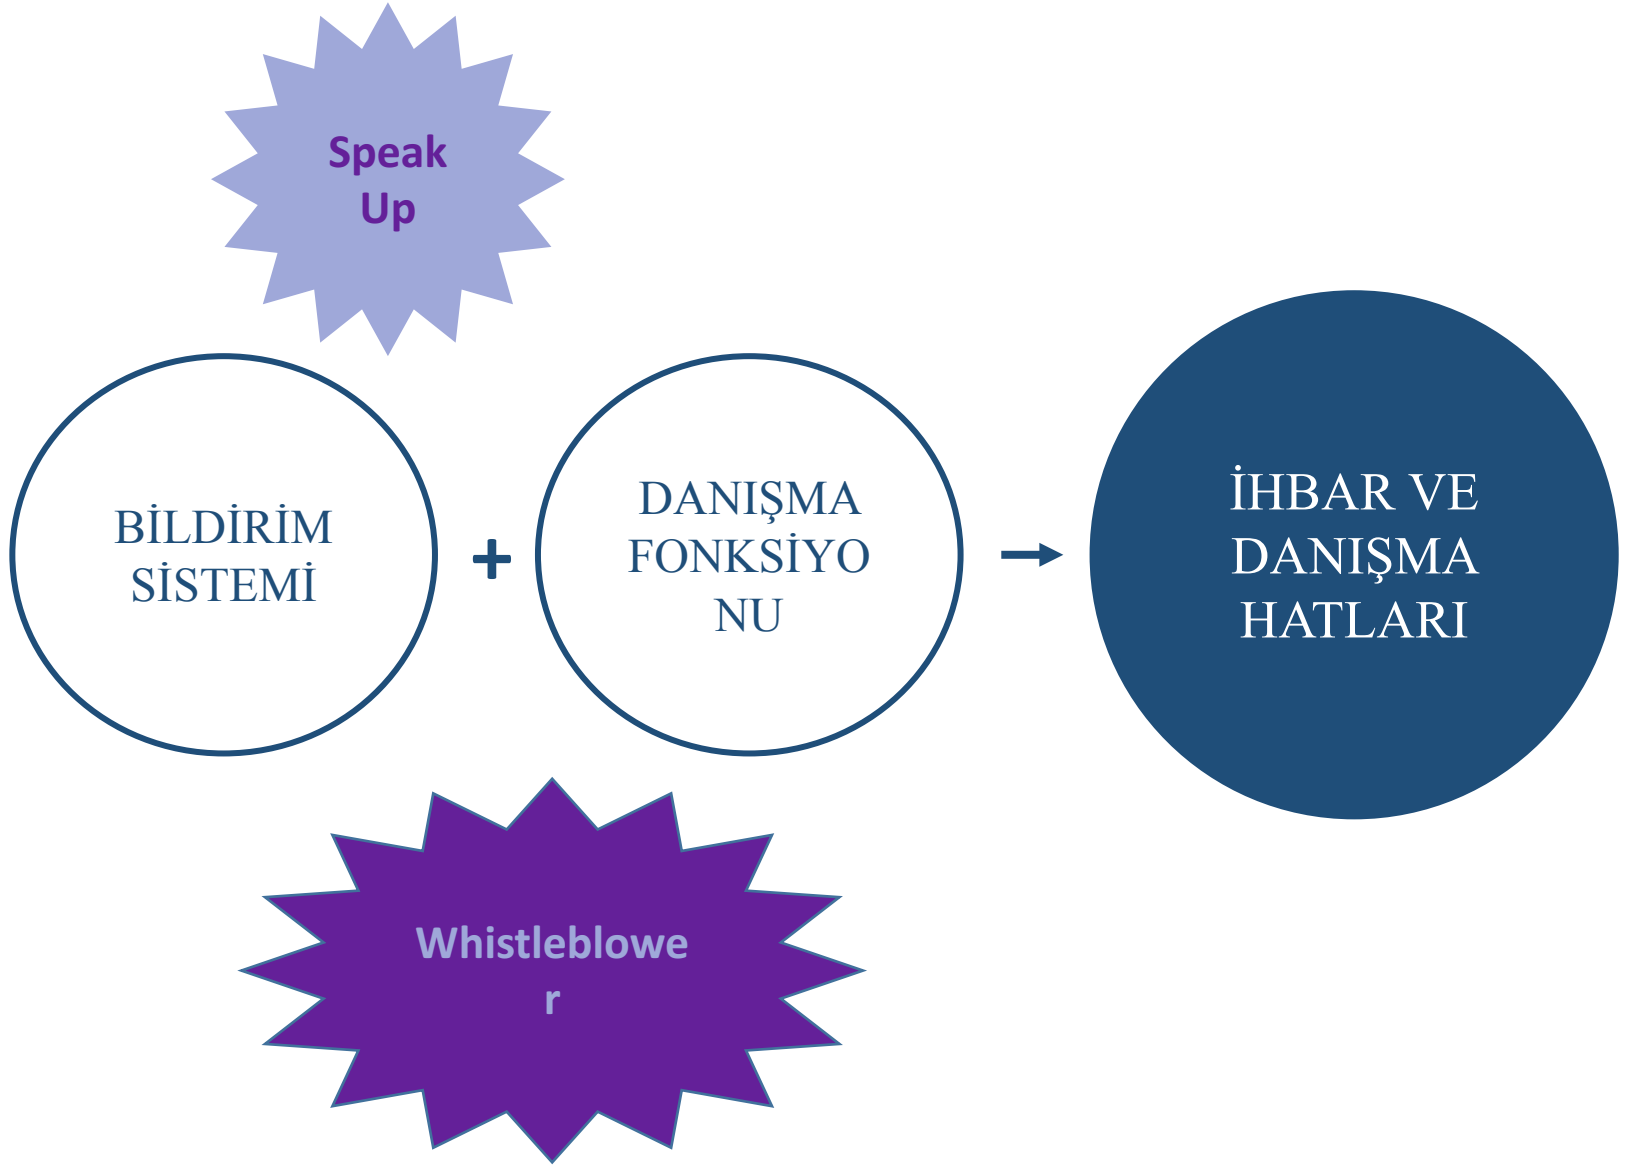 Speak
Up
BİLDİRİM
SİSTEMİ
+
DANIŞMA
FONKSİYO
NU
İHBAR VE
DANIŞMA
HATLARI
Whistleblowe
r